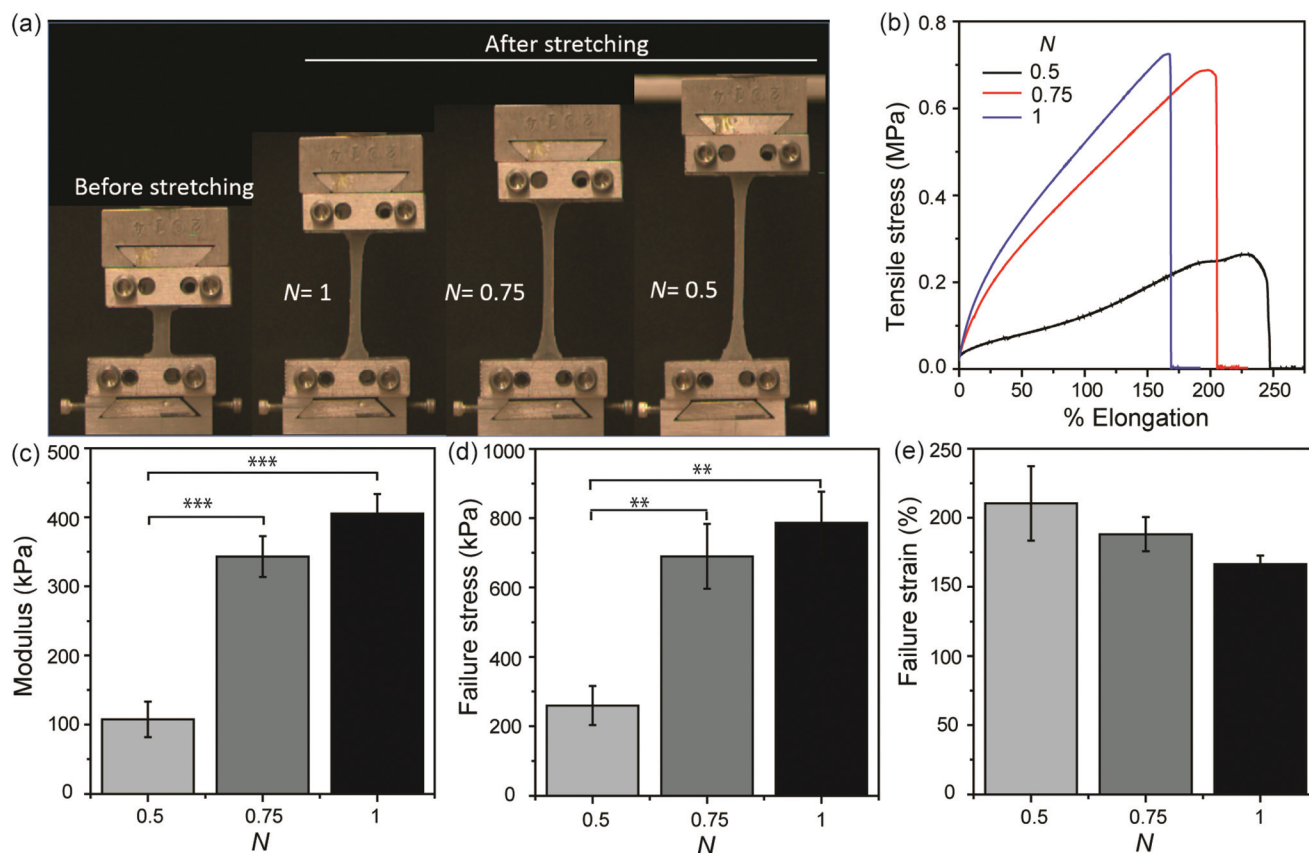 (a)
After stretching
Before stretching
N= 1
N= 0.75
N= 0.5
(b)
Tensile stress (MPa)
0.8
0.6
0.4
0.2
0.0
N
0.5
0.75
1
0 50 100 150 200 250
% Elongation
(c)
Modulus (kPa)
500
400
300
200
100
0
***
***
0.5 0.75 1
N
(d)
Failure stress (kPa)
1000
800
600
400
200
0
**
**
0.5 0.75 1
N
(e)
Failure strain (%)
250
200
150
100
50
0
0.5 0.75 1
N